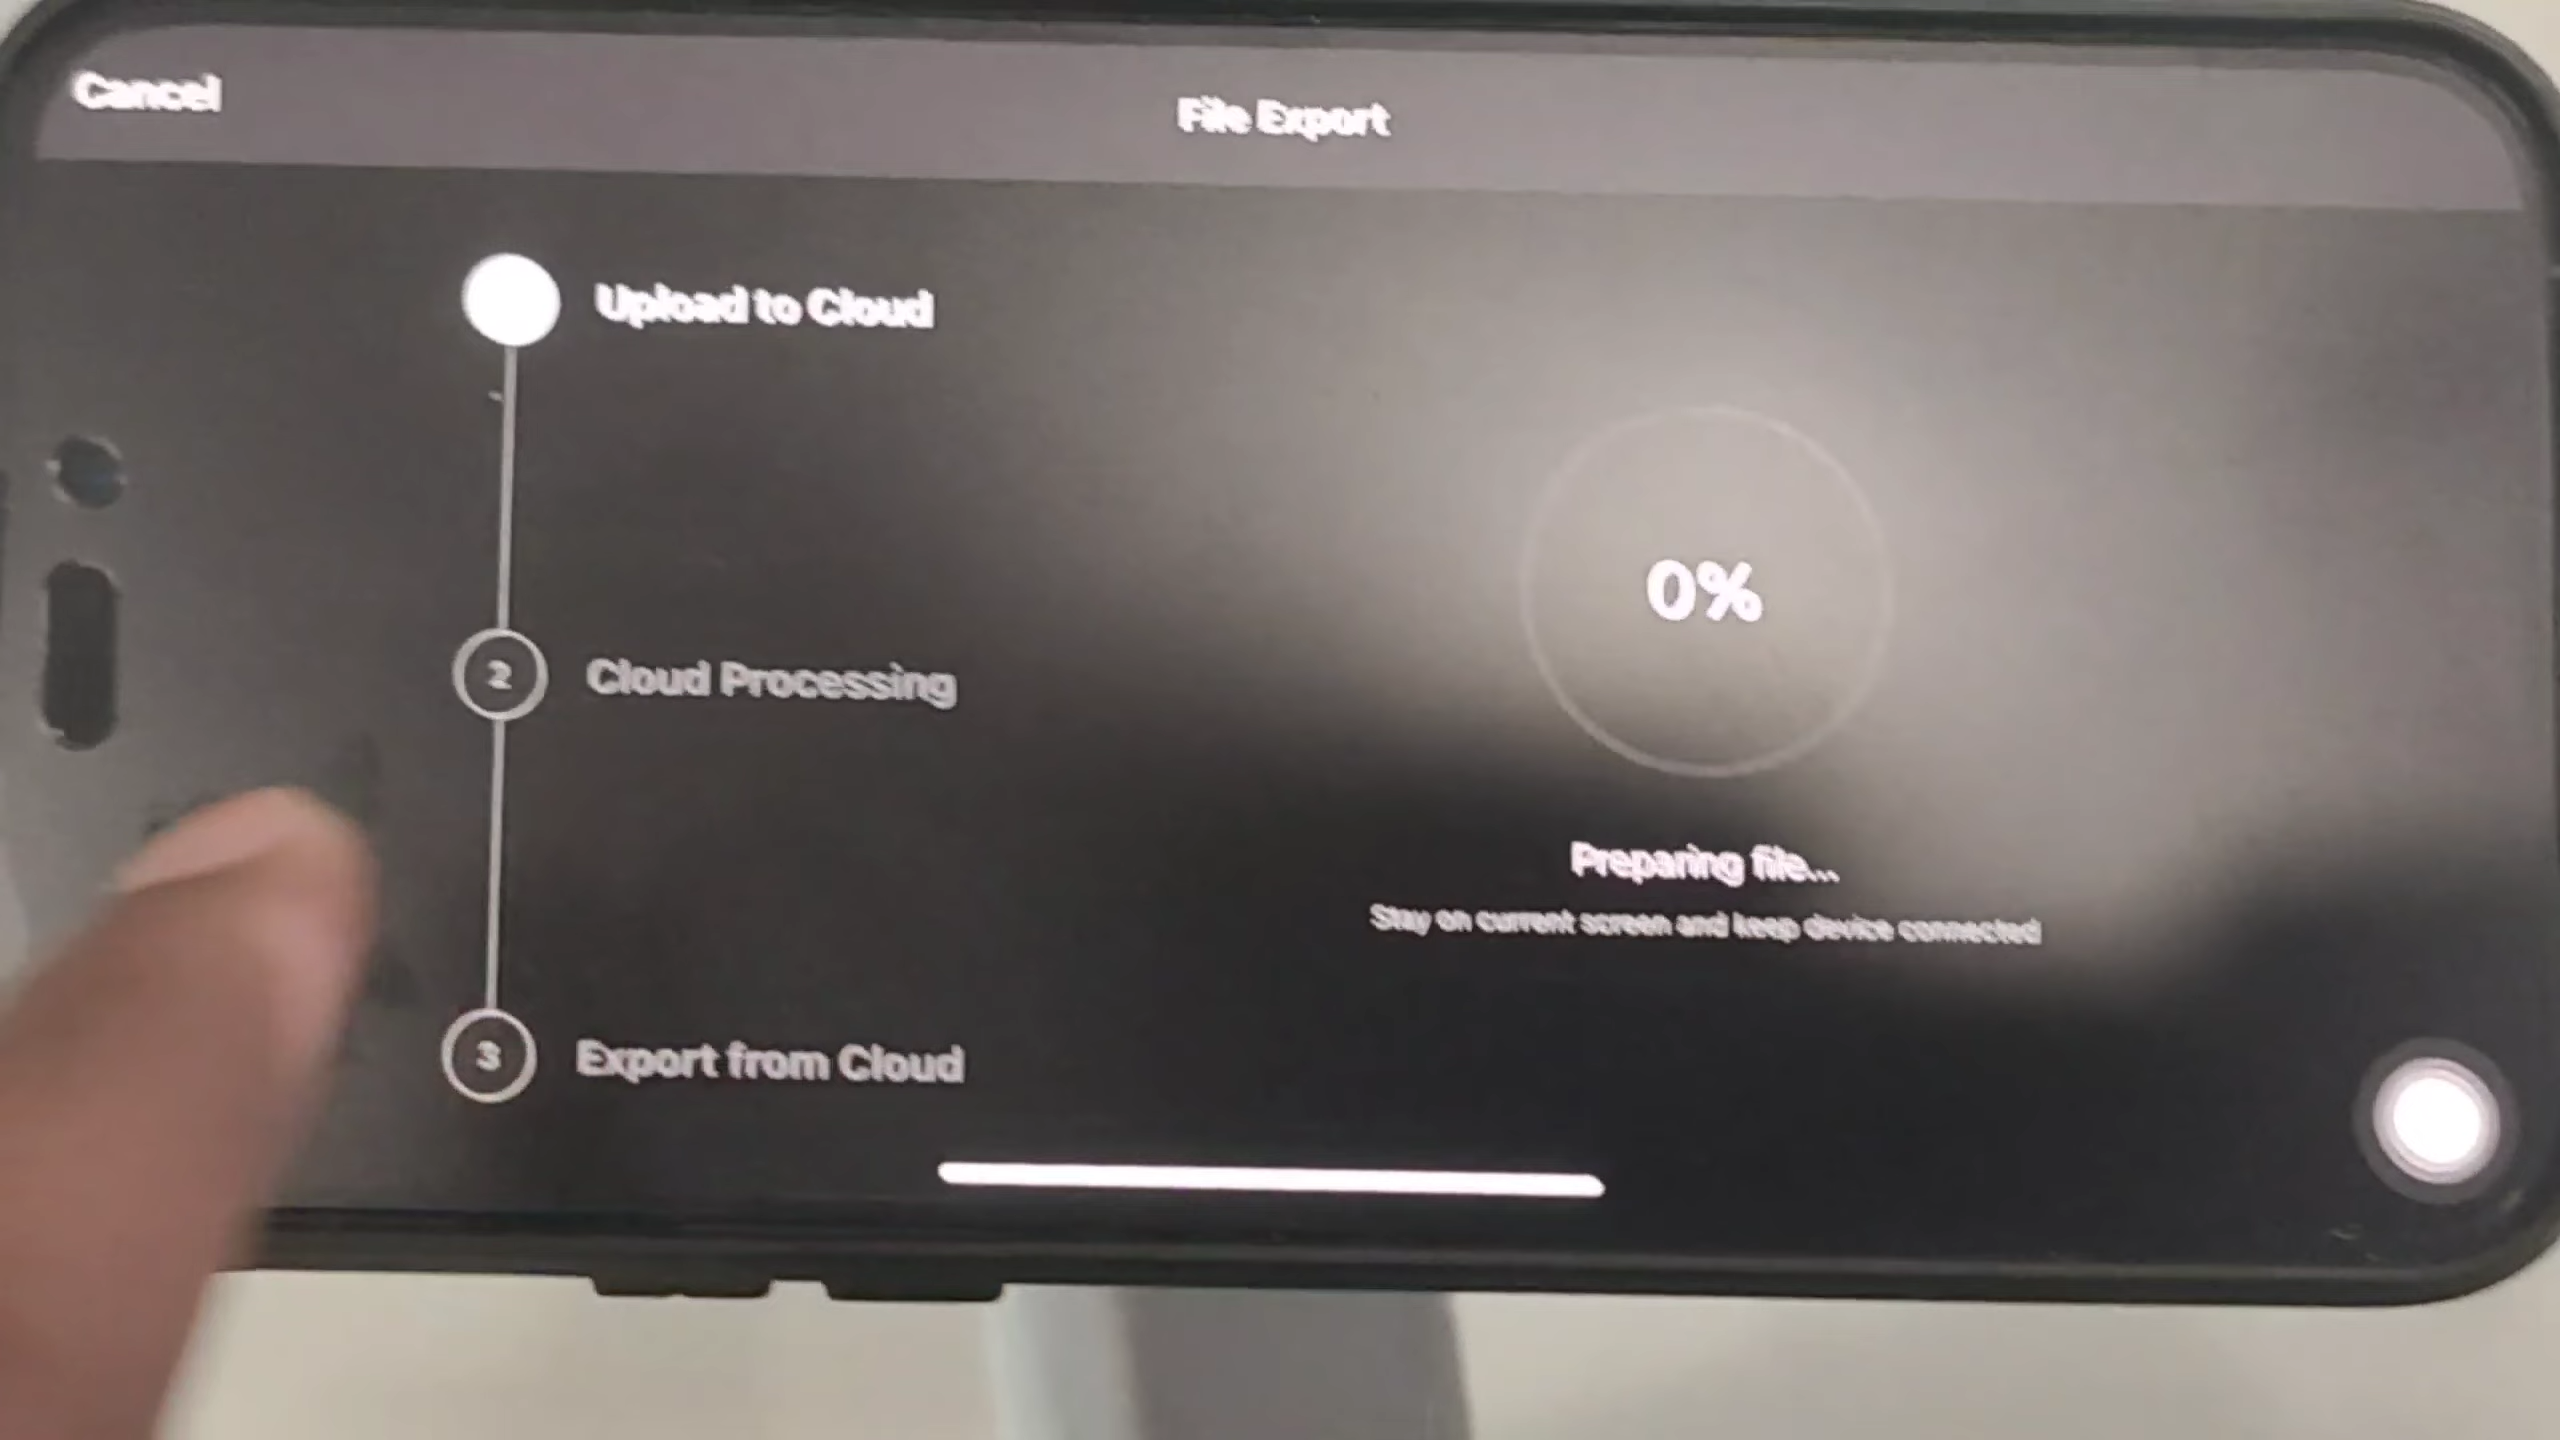 Cancel
File Export
Upload to Cloud
2 Cloud Processing
3 Export from Cloud
0%
Preparing file...
Stay on current screen and keep device connected